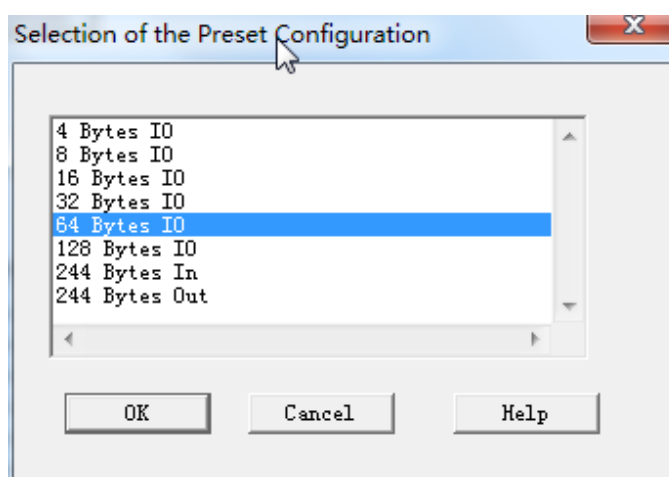 Selection of the Preset Configuration
4 Bytes IO
8 Bytes IO
16 Bytes IO
32 Bytes IO
64 Bytes IO
128 Bytes IO
244 Bytes In
244 Bytes Out
OK Cancel Help